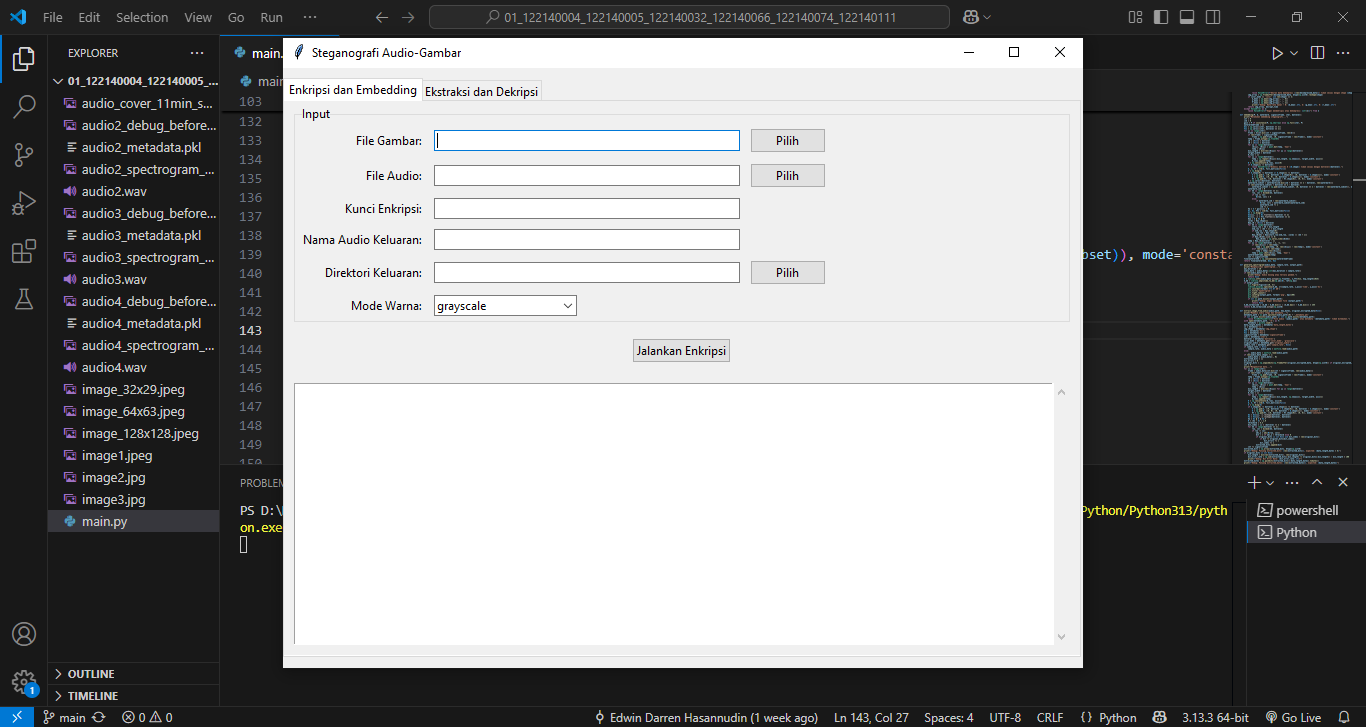 File Edit Selection View Go Run ··· 01_122140004_122140005_122140032_122140066_122140074_122140111
EXPLORER ···
01_122140004_122140005_...
audio_cover_11min_s...
audio2_debug_before...
audio2_metadata.pkl
audio2_spectrogram_...
audio2.wav
audio3_debug_before...
audio3_metadata.pkl
audio3_spectrogram_...
audio3.wav
audio4_debug_before...
audio4_metadata.pkl
audio4_spectrogram_...
audio4.wav
image_32x29.jpeg
image_64x63.jpeg
image_128x128.jpeg
image1.jpeg
image2.jpg
image3.jpg
main.py
OUTLINE
TIMELINE
main.
main
103
132
133
134
135
136
137
138
139
140
141
142
143
144
145
146
147
148
149
150
bset)), mode='consta
Steganografi Audio-Gambar
Enkripsi dan Embedding Ekstraksi dan Dekripsi
Input
File Gambar: Pilih
File Audio: Pilih
Kunci Enkripsi:
Nama Audio Keluaran:
Direktori Keluaran: Pilih
Mode Warna: grayscale
Jalankan Enkripsi
PROBLEM
PS D:\
Python/Python313/pyth
on.exe
powershell
Python
1
main 0 0 Edwin Darren Hasannudin (1 week ago) Ln 143, Col 27 Spaces: 4 UTF-8 CRLF {} Python 3.13.3 64-bit Go Live